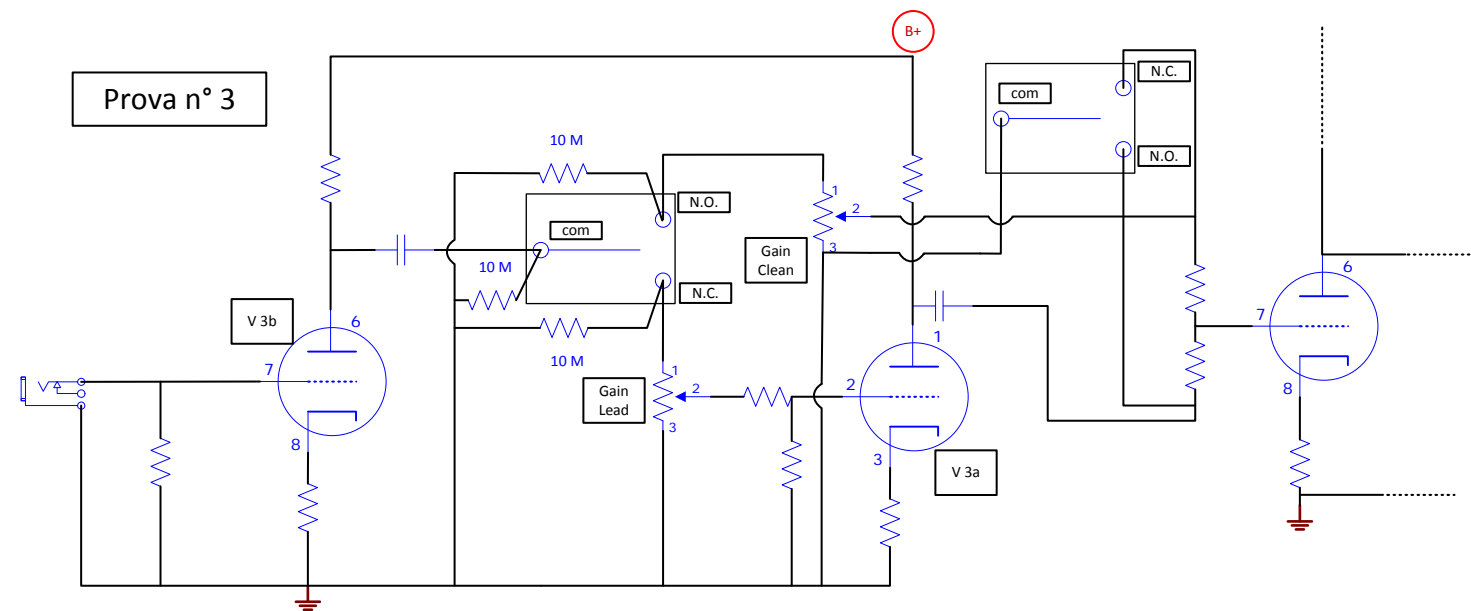 Prova n° 3
B+
N.C.
com
N.O.
10 M
N.O.
com
10 M
N.C.
10 M
1
2
3
Gain
Clean
V 3b
6
7
8
Gain
Lead
1
2
3
1
2
3
V 3a
6
7
8